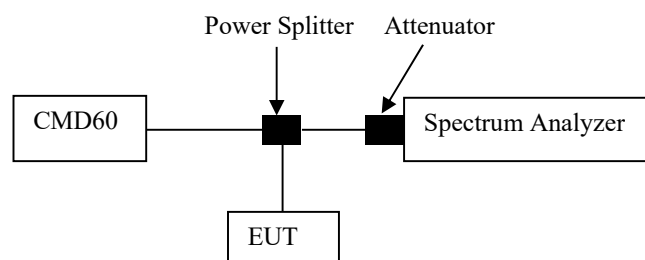 Power Splitter
Attenuator
CMD60
Spectrum Analyzer
EUT